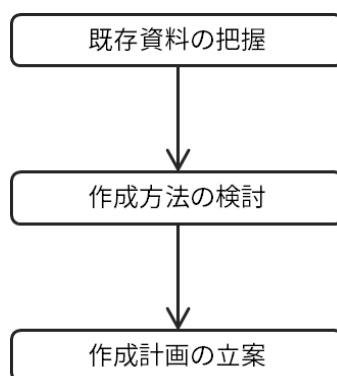 既存資料の把握
作成方法の検討
作成計画の立案